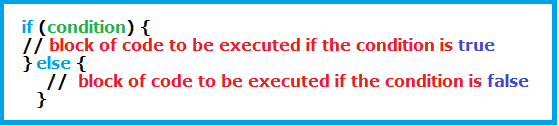 if (condition) {
// block of code to be executed if the condition is true
} else {
// block of code to be executed if the condition is false
}